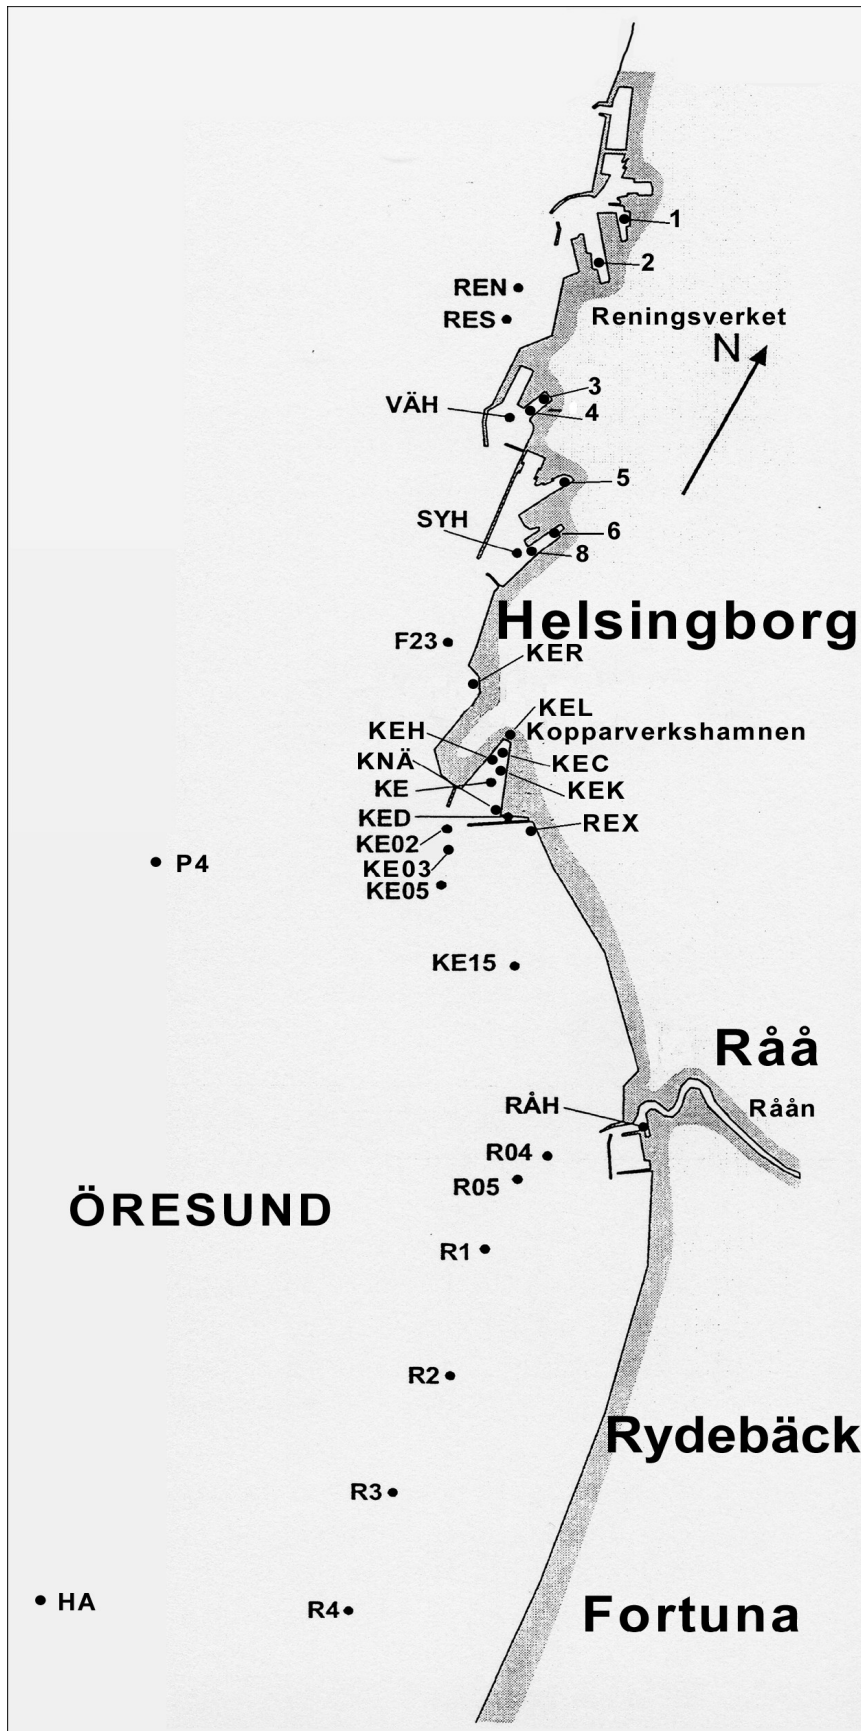 1
2
REN
RES
Reningsverket
N
3
VÄH
4
5
SYH
6
8
Helsingborg
F23
KER
KEL
KEH
Kopparverkshamnen
KNÄ
KEC
KE
KEK
KED
REX
KE02
P4
KE03
KE05
KE15
Råå
RÅH
Råån
R04
R05
ÖRESUND
R1
R2
Rydebäck
R3
HA
R4
Fortuna